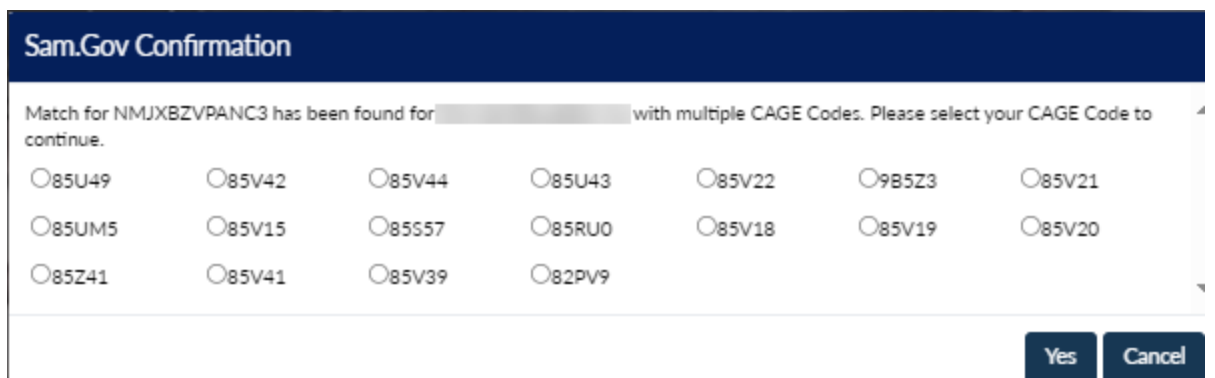 Sam.Gov Confirmation
Match for NMJXBZVPANC3 has been found for with multiple CAGE Codes. Please select your CAGE Code to
continue.
85U49 85V42 85V44 85U43 85V22 9B5Z3 85V21
85UM5 85V15 85S57 85RU0 85V18 85V19 85V20
85Z41 85V41 85V39 82PV9
Yes Cancel